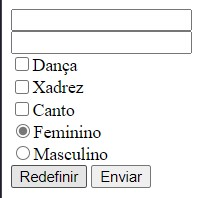 Dança
Xadrez
Canto
Feminino
Masculino
Redefinir Enviar